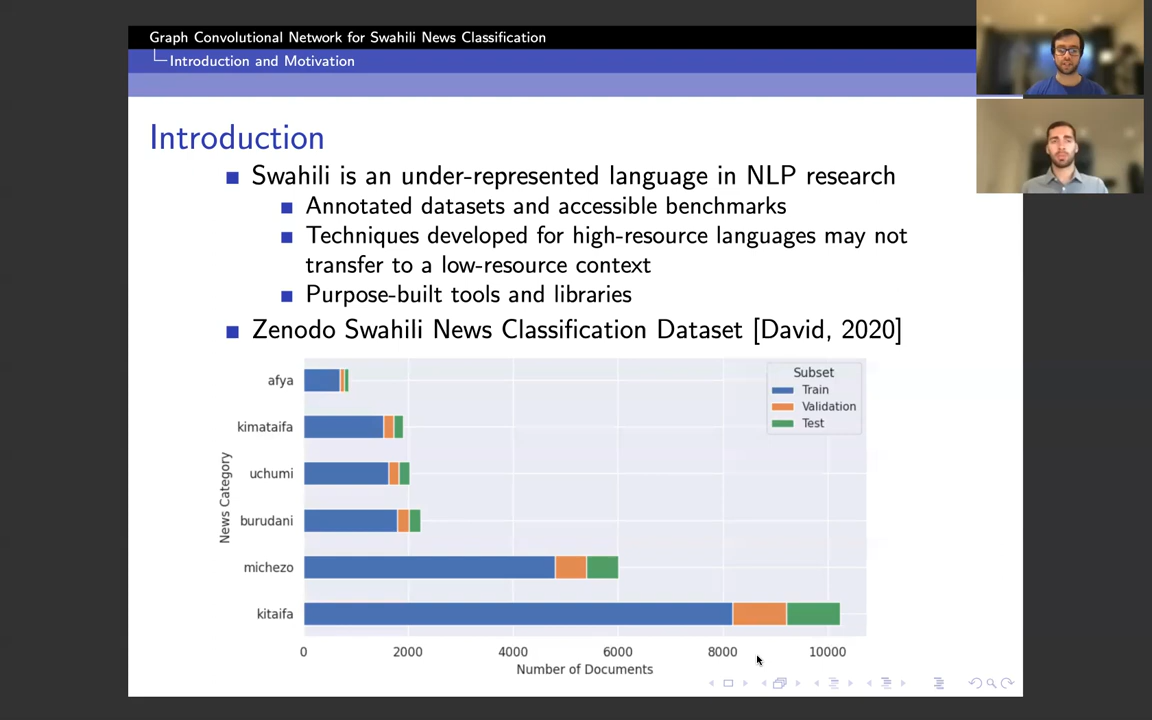 Graph Convolutional Network for Swahili News Classification
Introduction and Motivation
Introduction
Swahili is an under-represented language in NLP research
Annotated datasets and accessible benchmarks
Techniques developed for high-resource languages may not
transfer to a low-resource context
Purpose-built tools and libraries
Zenodo Swahili News Classification Dataset [David, 2020]
Subset
Train
Validation
Test
News Category
afya
kimataifa
uchumi
burudani
michezo
kitaifa
0 2000 4000 6000 8000 10000
Number of Documents